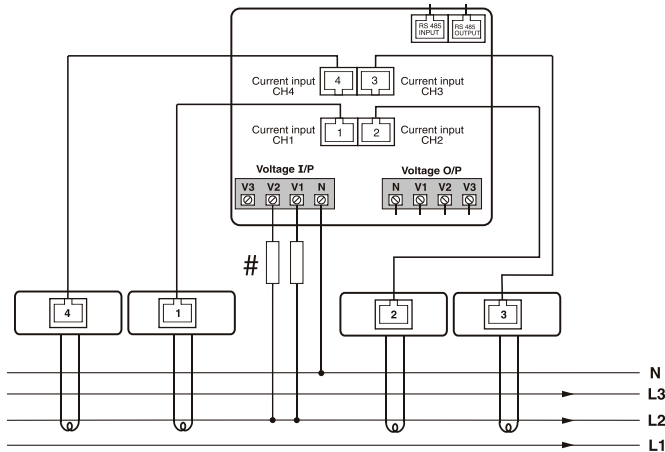 RS 485
INPUT
RS 485
OUTPUT
Current input
CH4
4
3
Current input
CH3
Current input
CH1
1
2
Current input
CH2
Voltage I/P
V3 V2 V1 N
Voltage O/P
N V1 V2 V3
#
4
1
2
3
N
L3
L2
L1